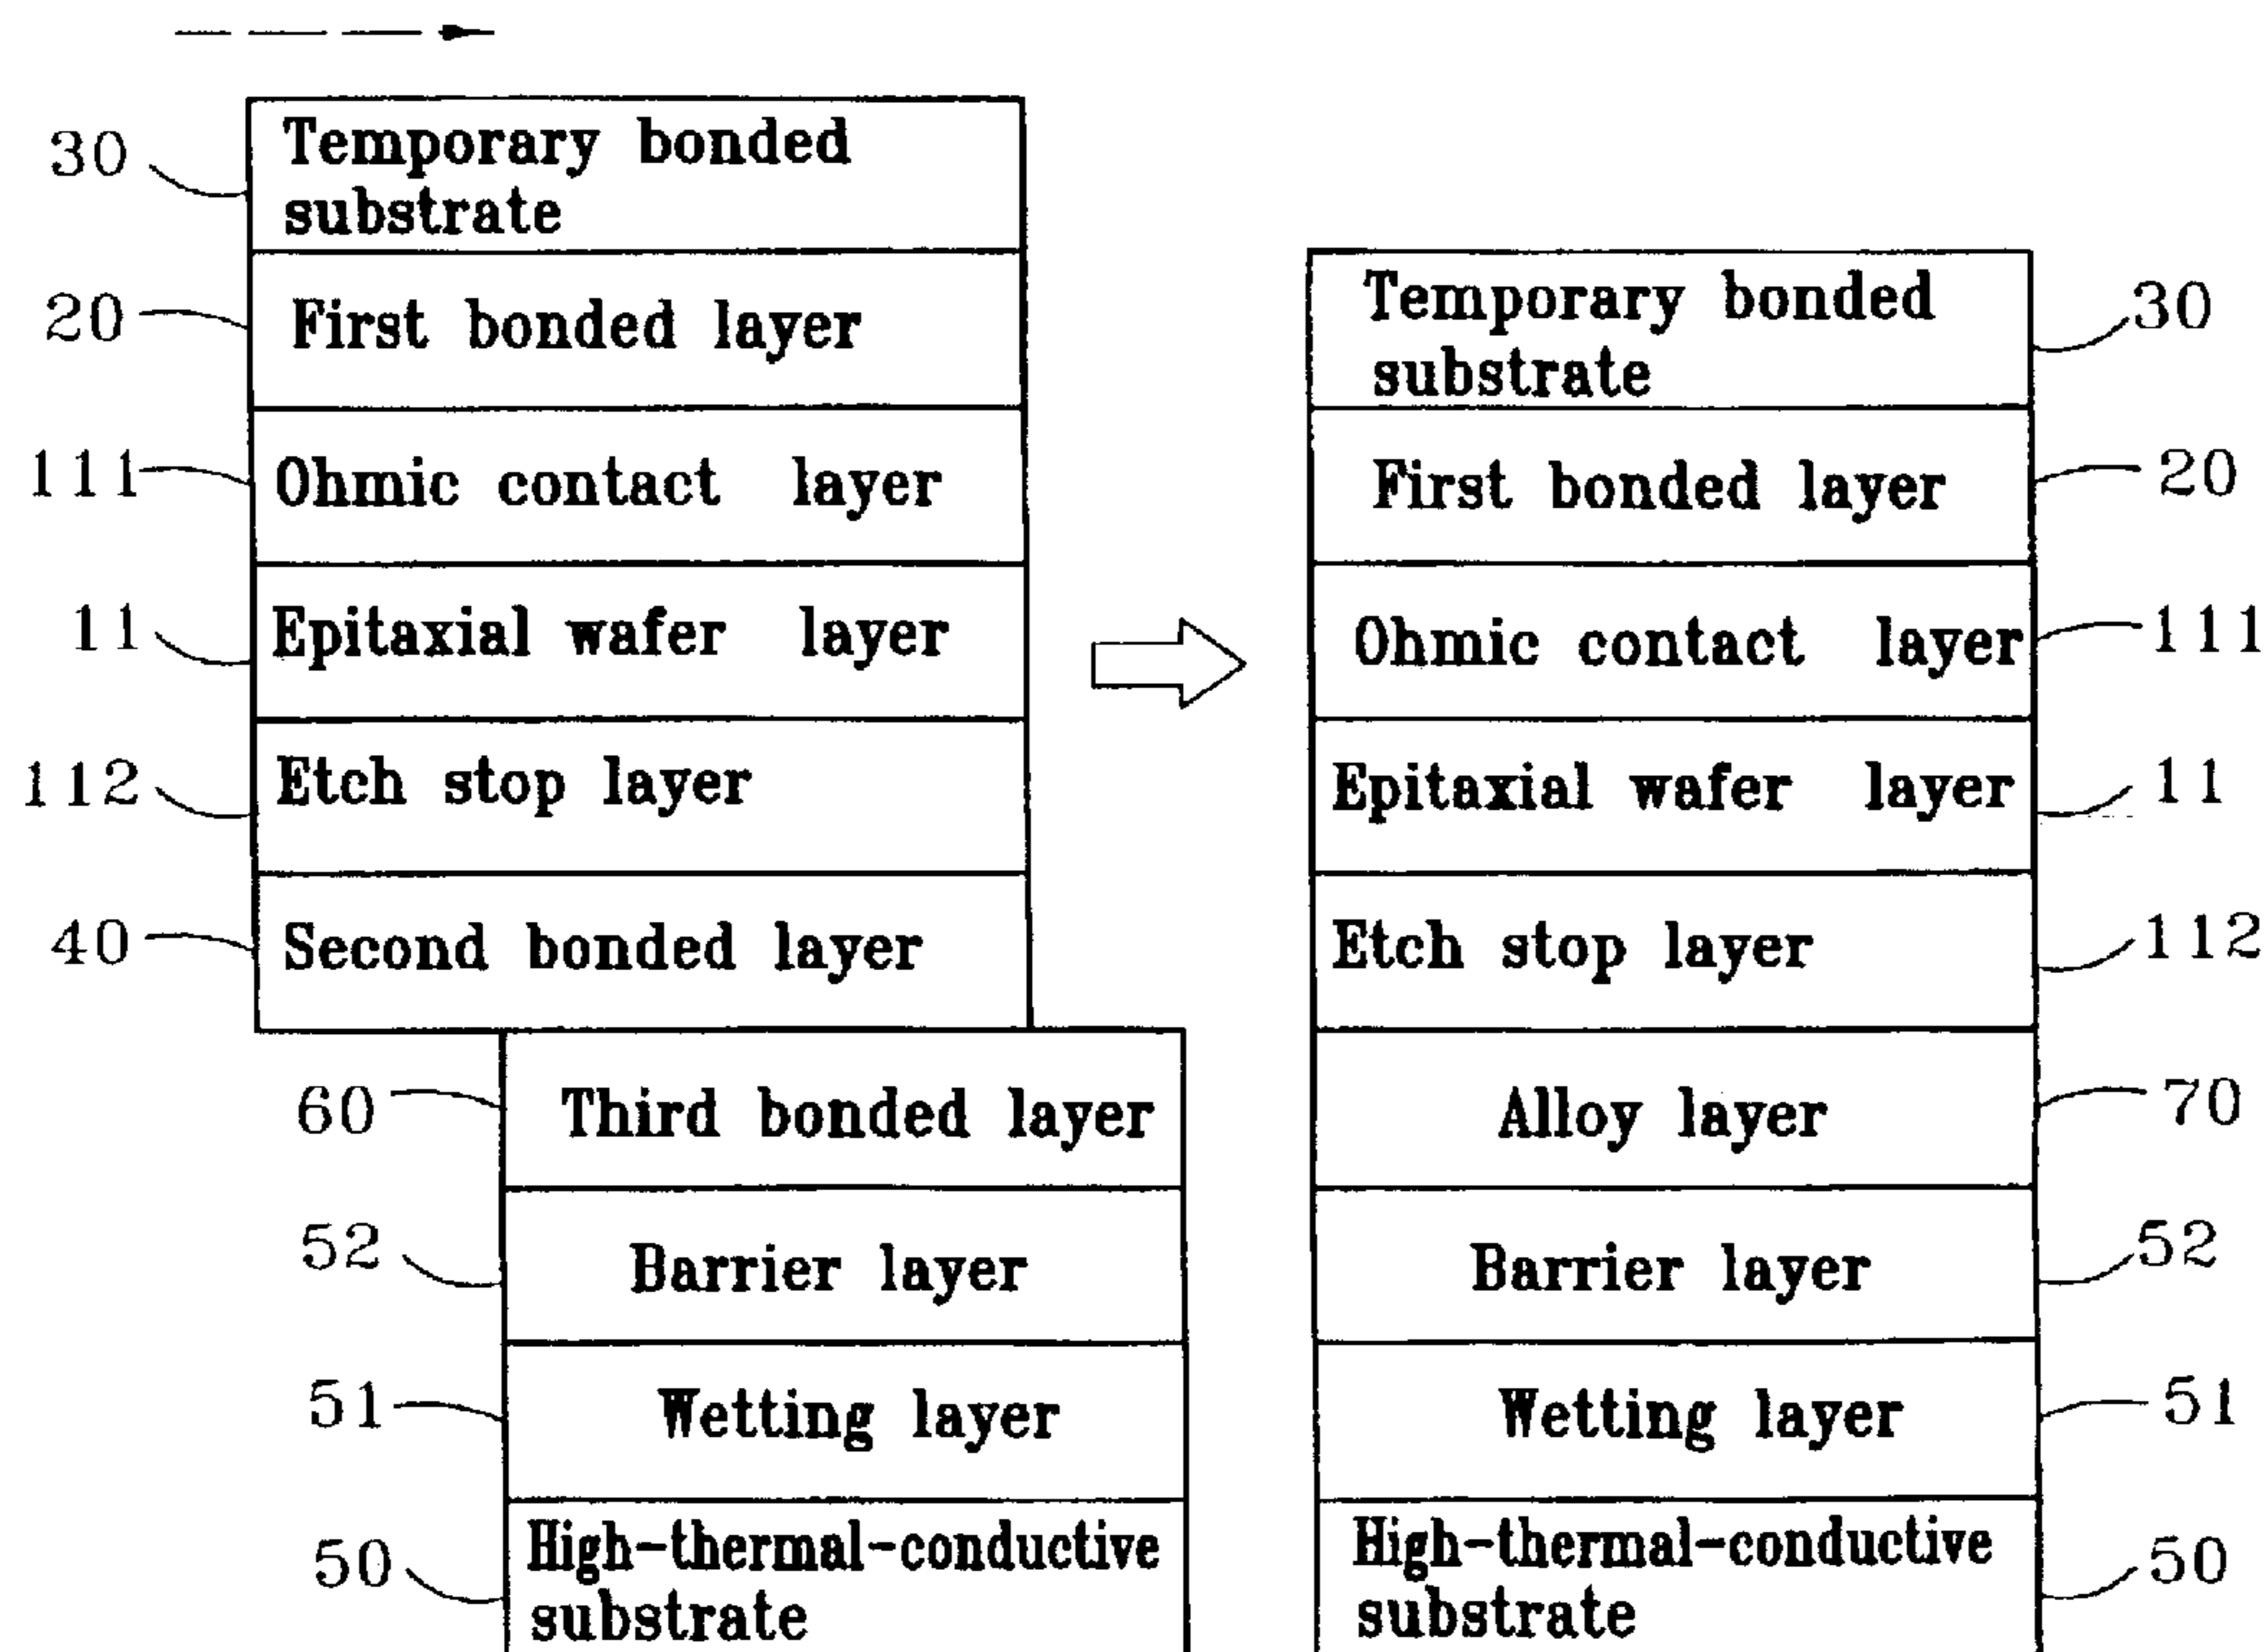 30
Temporary bonded
substrate
20
First bonded layer
111
Ohmic contact layer
11
Epitaxial wafer layer
112
Etch stop layer
40
Second bonded layer
60
Third bonded layer
52
Barrier layer
51
Wetting layer
50
High-thermal-conductive
substrate
Temporary bonded
substrate
30
First bonded layer
20
Ohmic contact layer
111
Epitaxial wafer layer
11
Etch stop layer
112
Alloy layer
70
Barrier layer
52
Wetting layer
51
High-thermal-conductive
substrate
50